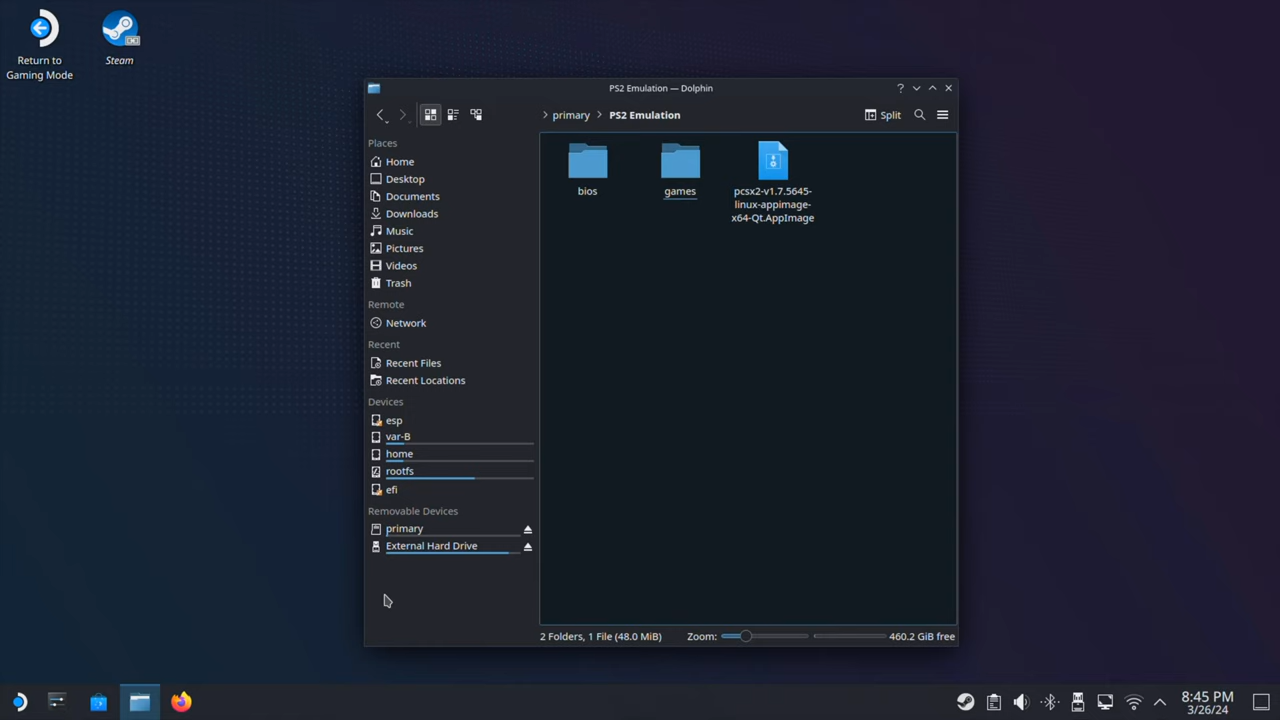 Return to
Gaming Mode
Steam
PS2 Emulation — Dolphin
?
primary
PS2 Emulation
Split
Places
Home
Desktop
Documents
Downloads
Music
Pictures
Videos
Trash
Remote
Network
Recent
Recent Files
Recent Locations
Devices
esp
var-B
home
rootfs
efi
Removable Devices
primary
External Hard Drive
bios
games
pcsx2-v1.7.5645-
linux-appimage-
x64-Qt.AppImage
2 Folders, 1 File (48.0 MiB)
Zoom:
460.2 GiB free
8:45 PM
3/26/24